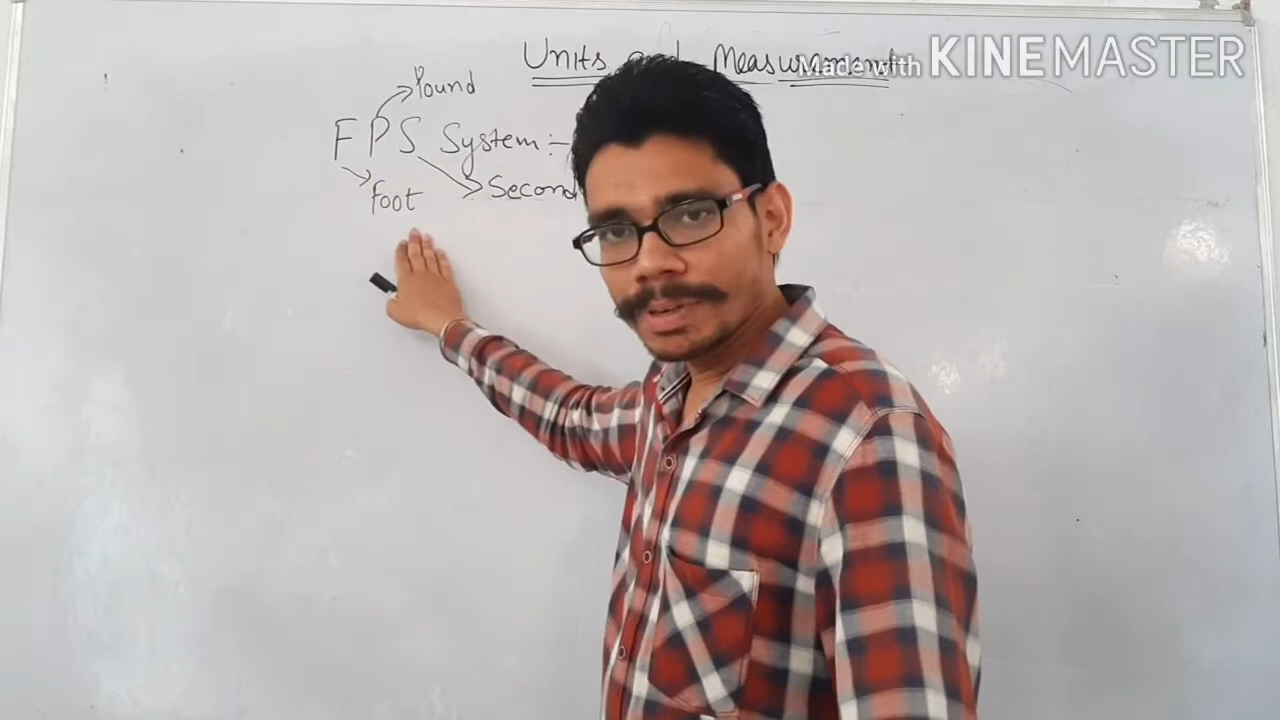 Units and Measurement
Made with KINEMASTER
Pound
FPS System :-
Foot
Second